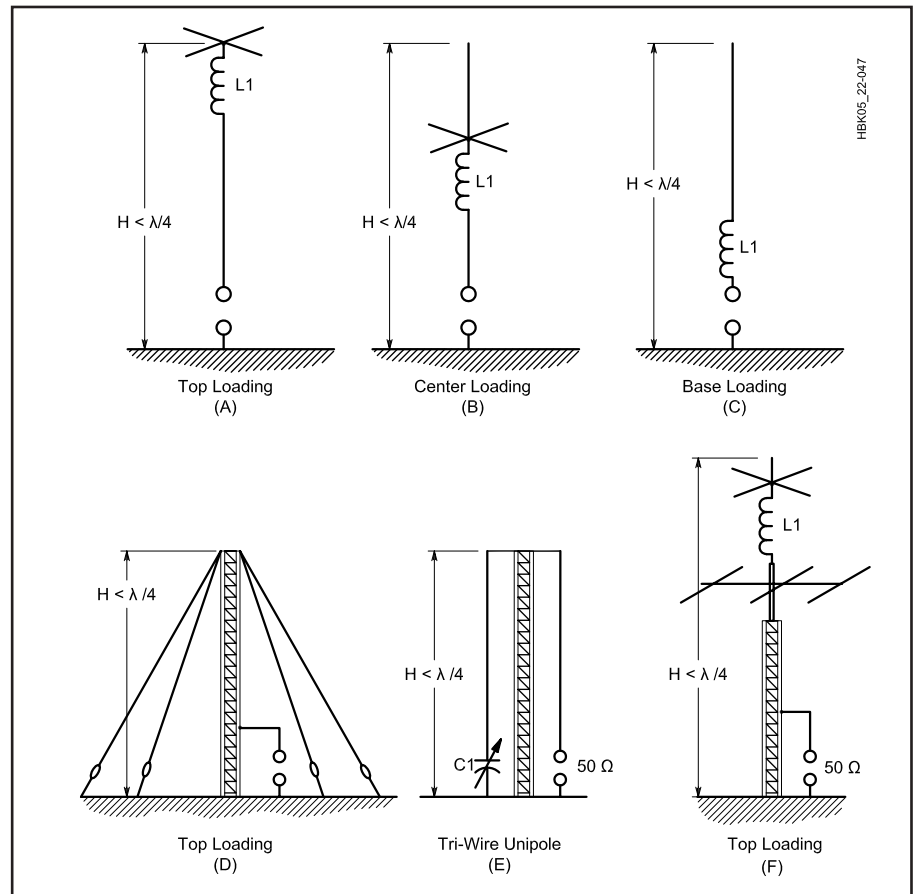 L1
H < λ/4
Top Loading
(A)
L1
H < λ/4
Center Loading
(B)
L1
H < λ/4
Base Loading
(C)
HBK05_22-047
H < λ /4
Top Loading
(D)
H < λ /4
C1
50 Ω
Tri-Wire Unipole
(E)
L1
H < λ /4
50 Ω
Top Loading
(F)